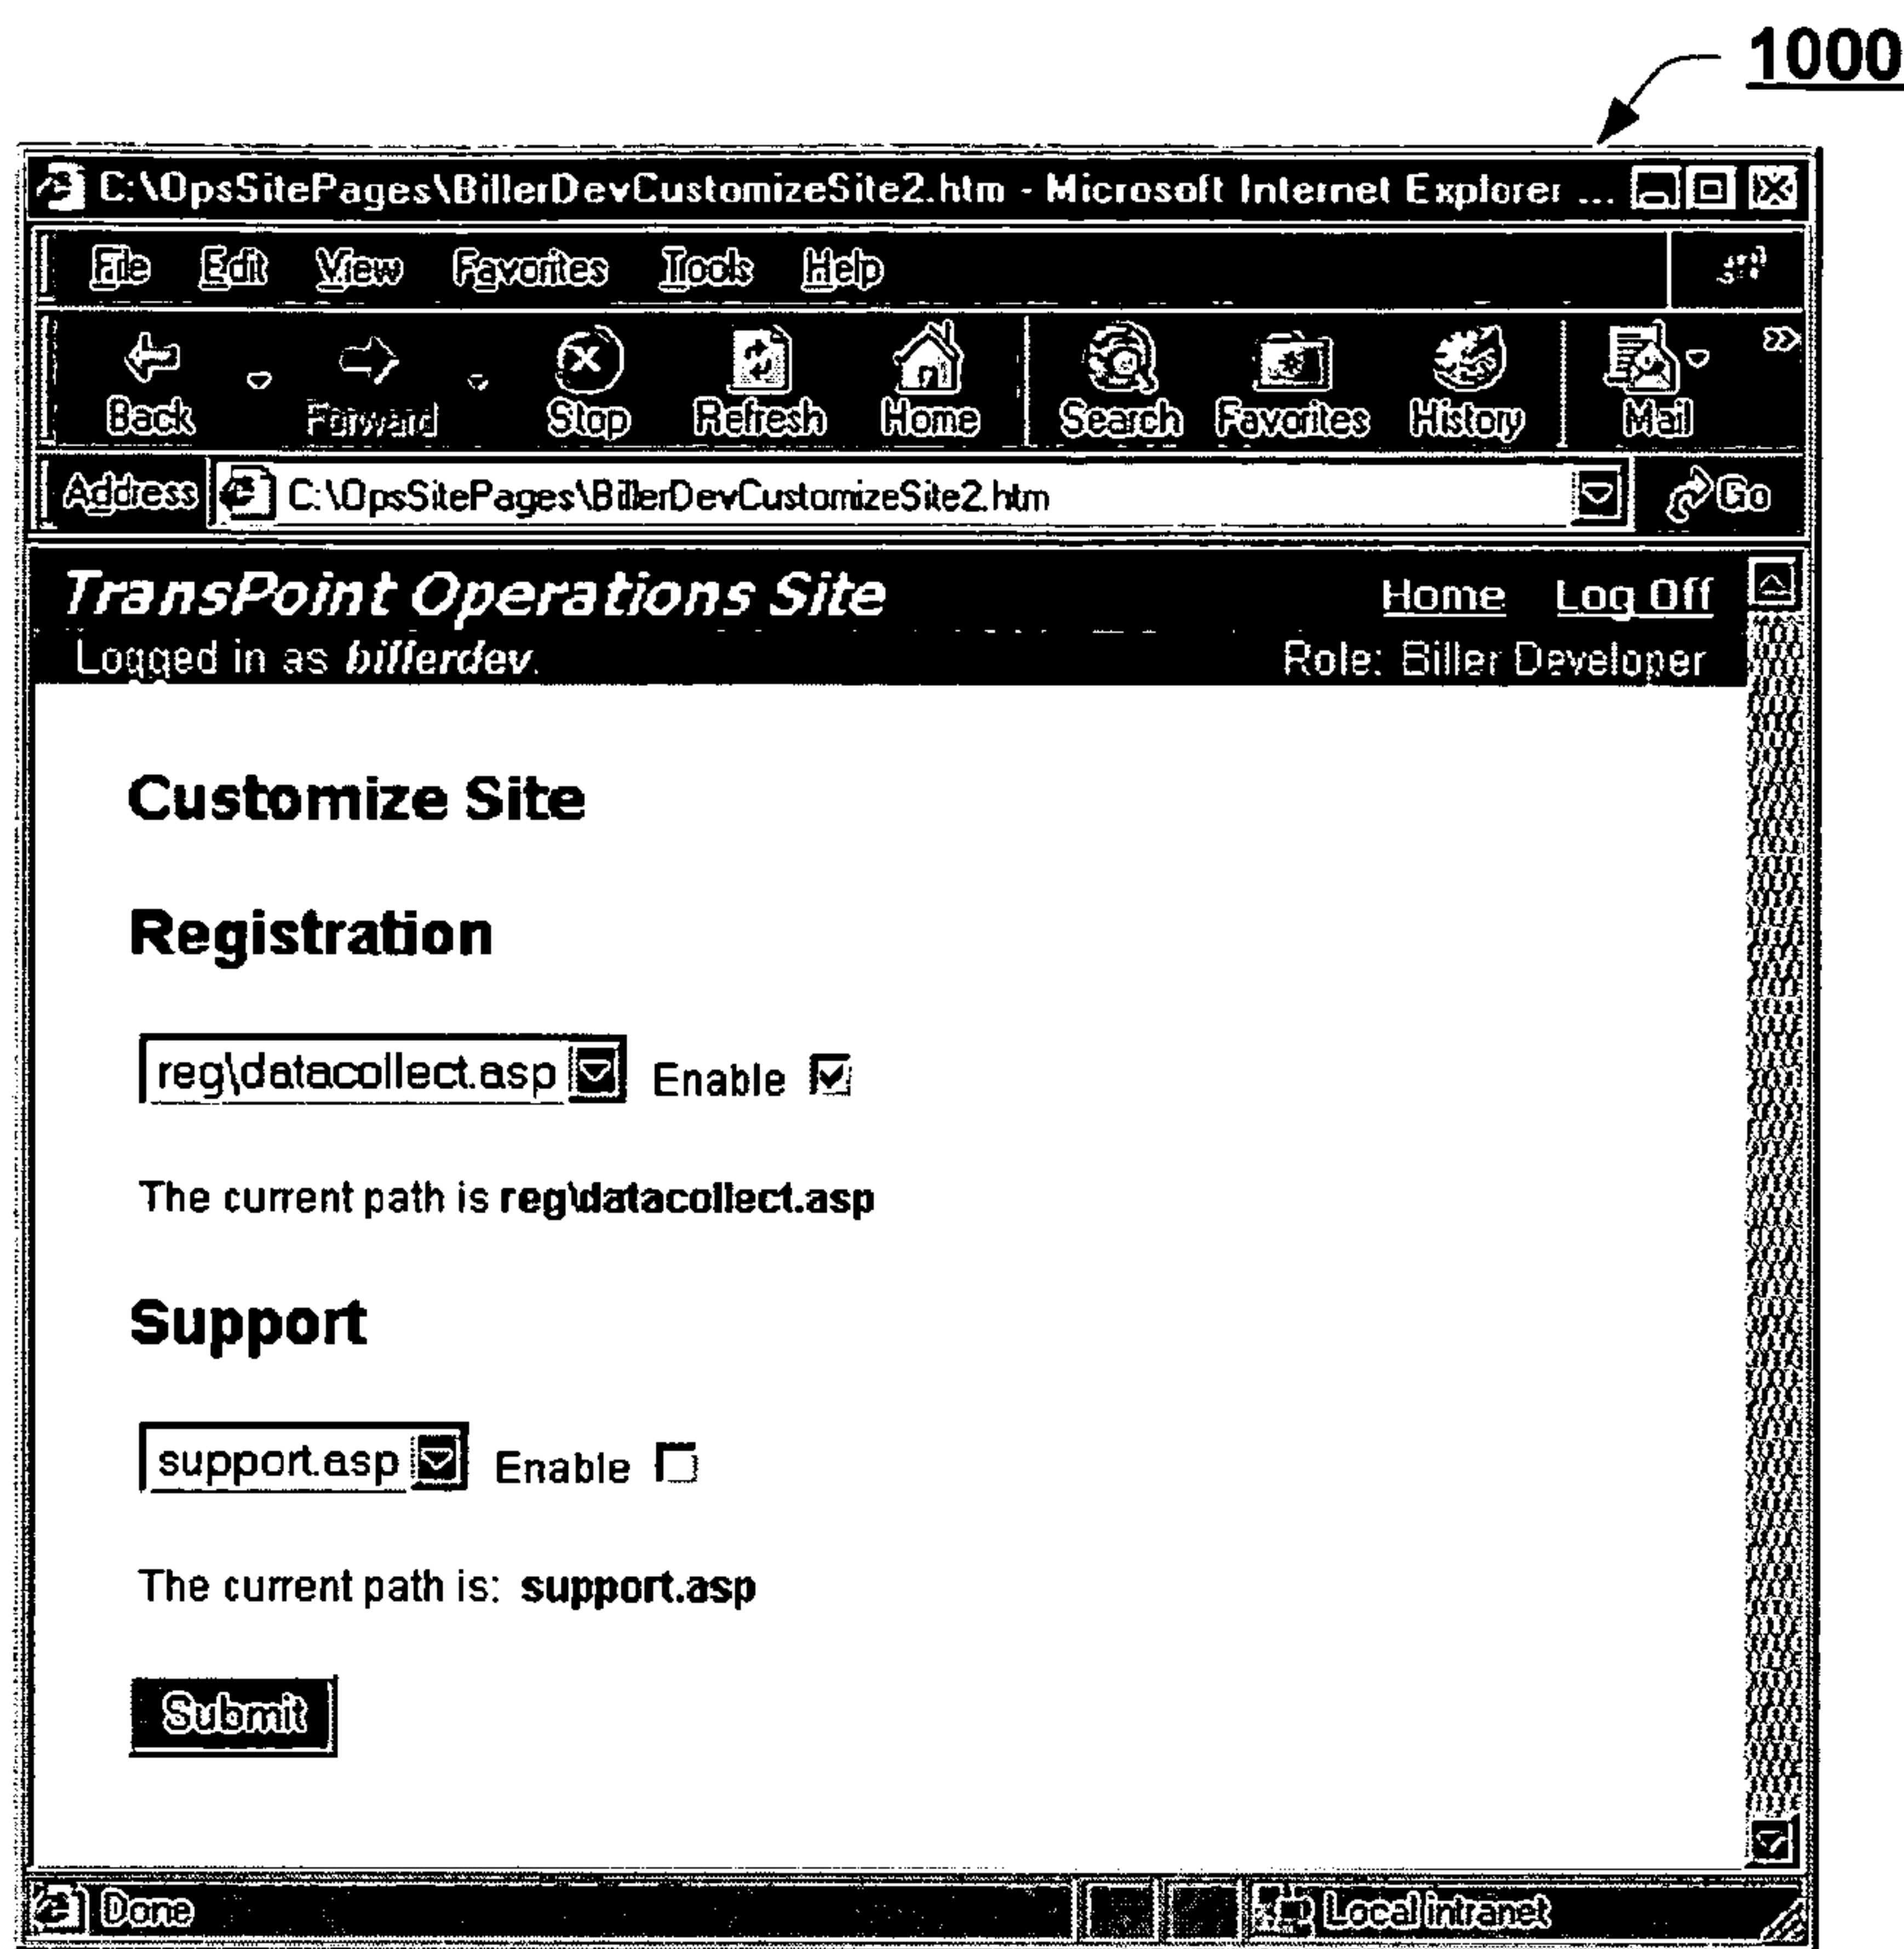 1000
C:\OpsSitePages\BillerDevCustomizeSite2.htm - Microsoft Internet Explorer ...
File Edit View Favorites Tools Help
Back Forward Stop Refresh Home Search Favorites History Mail »
Address C:\OpsSitePages\BillerDevCustomizeSite2.htm Go
TransPoint Operations Site Home Log Off
Logged in as billerdev. Role: Biller Developer
Customize Site
Registration
reg\datacollect.asp Enable
The current path is reg\datacollect.asp
Support
support.asp Enable
The current path is: support.asp
Submit
Done Local intranet